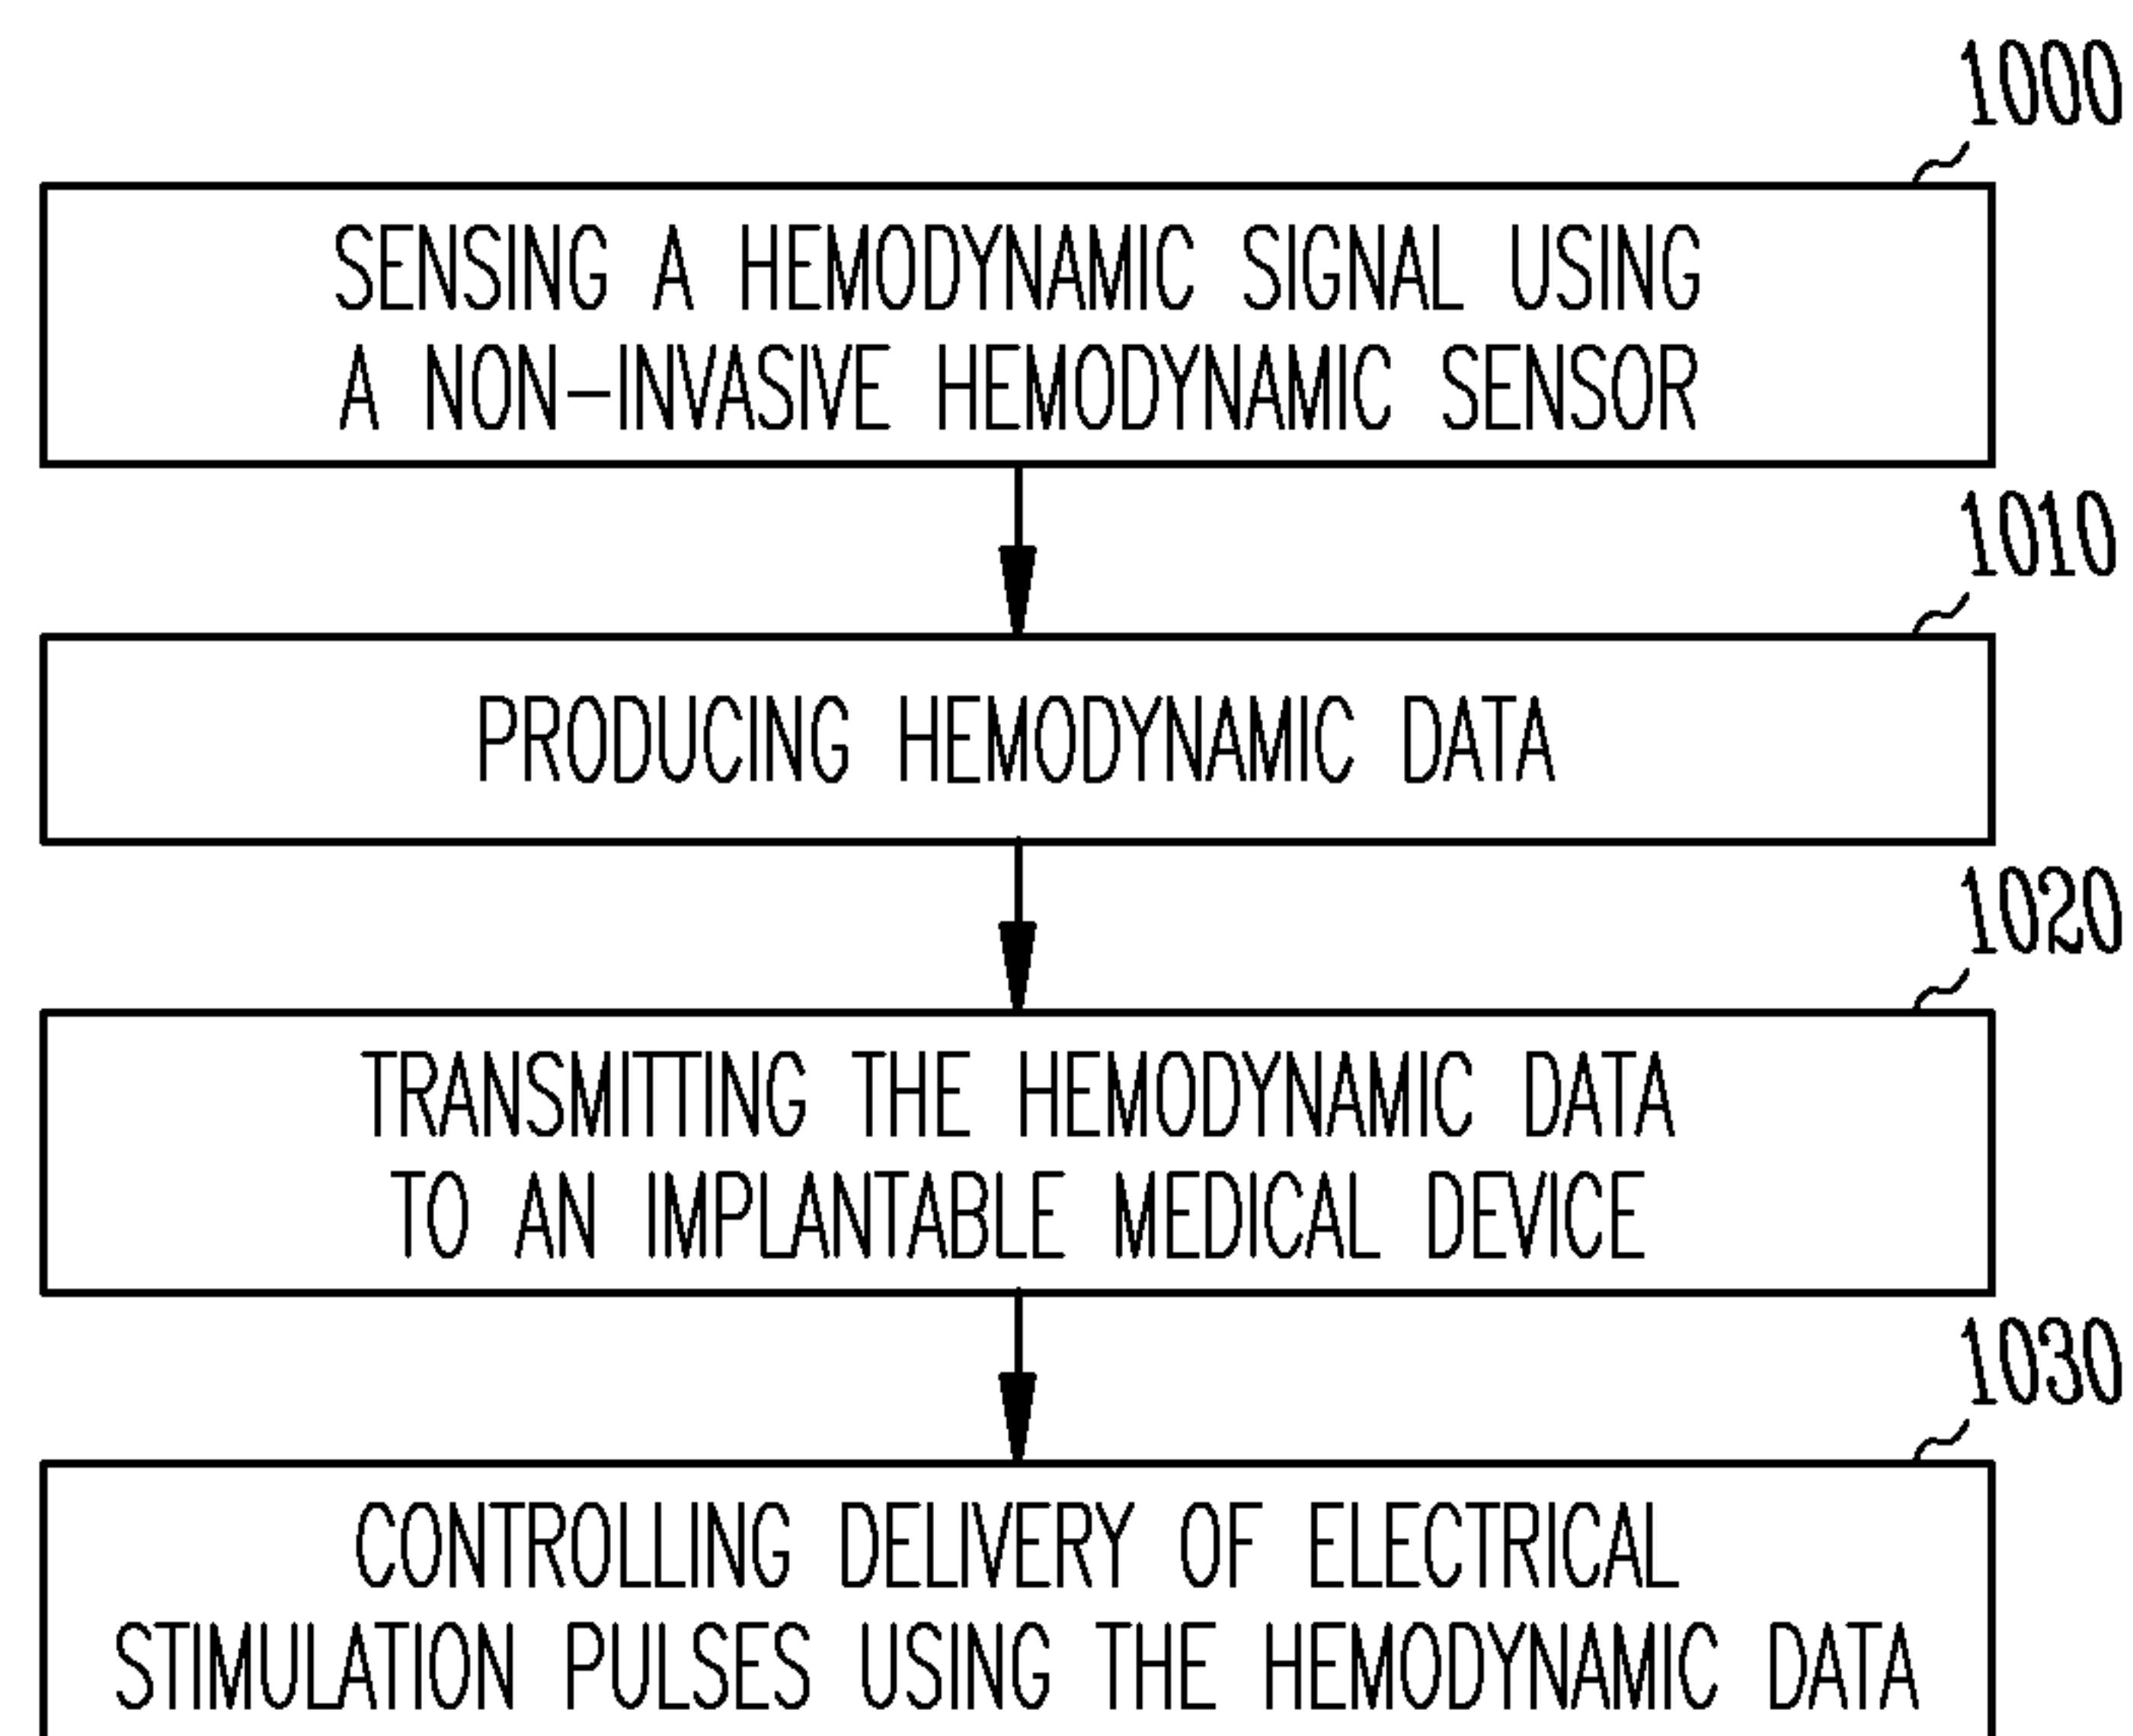 1000
SENSING A HEMODYNAMIC SIGNAL USING
A NON-INVASIVE HEMODYNAMIC SENSOR
1010
PRODUCING HEMODYNAMIC DATA
1020
TRANSMITTING THE HEMODYNAMIC DATA
TO AN IMPLANTABLE MEDICAL DEVICE
1030
CONTROLLING DELIVERY OF ELECTRICAL
STIMULATION PULSES USING THE HEMODYNAMIC DATA